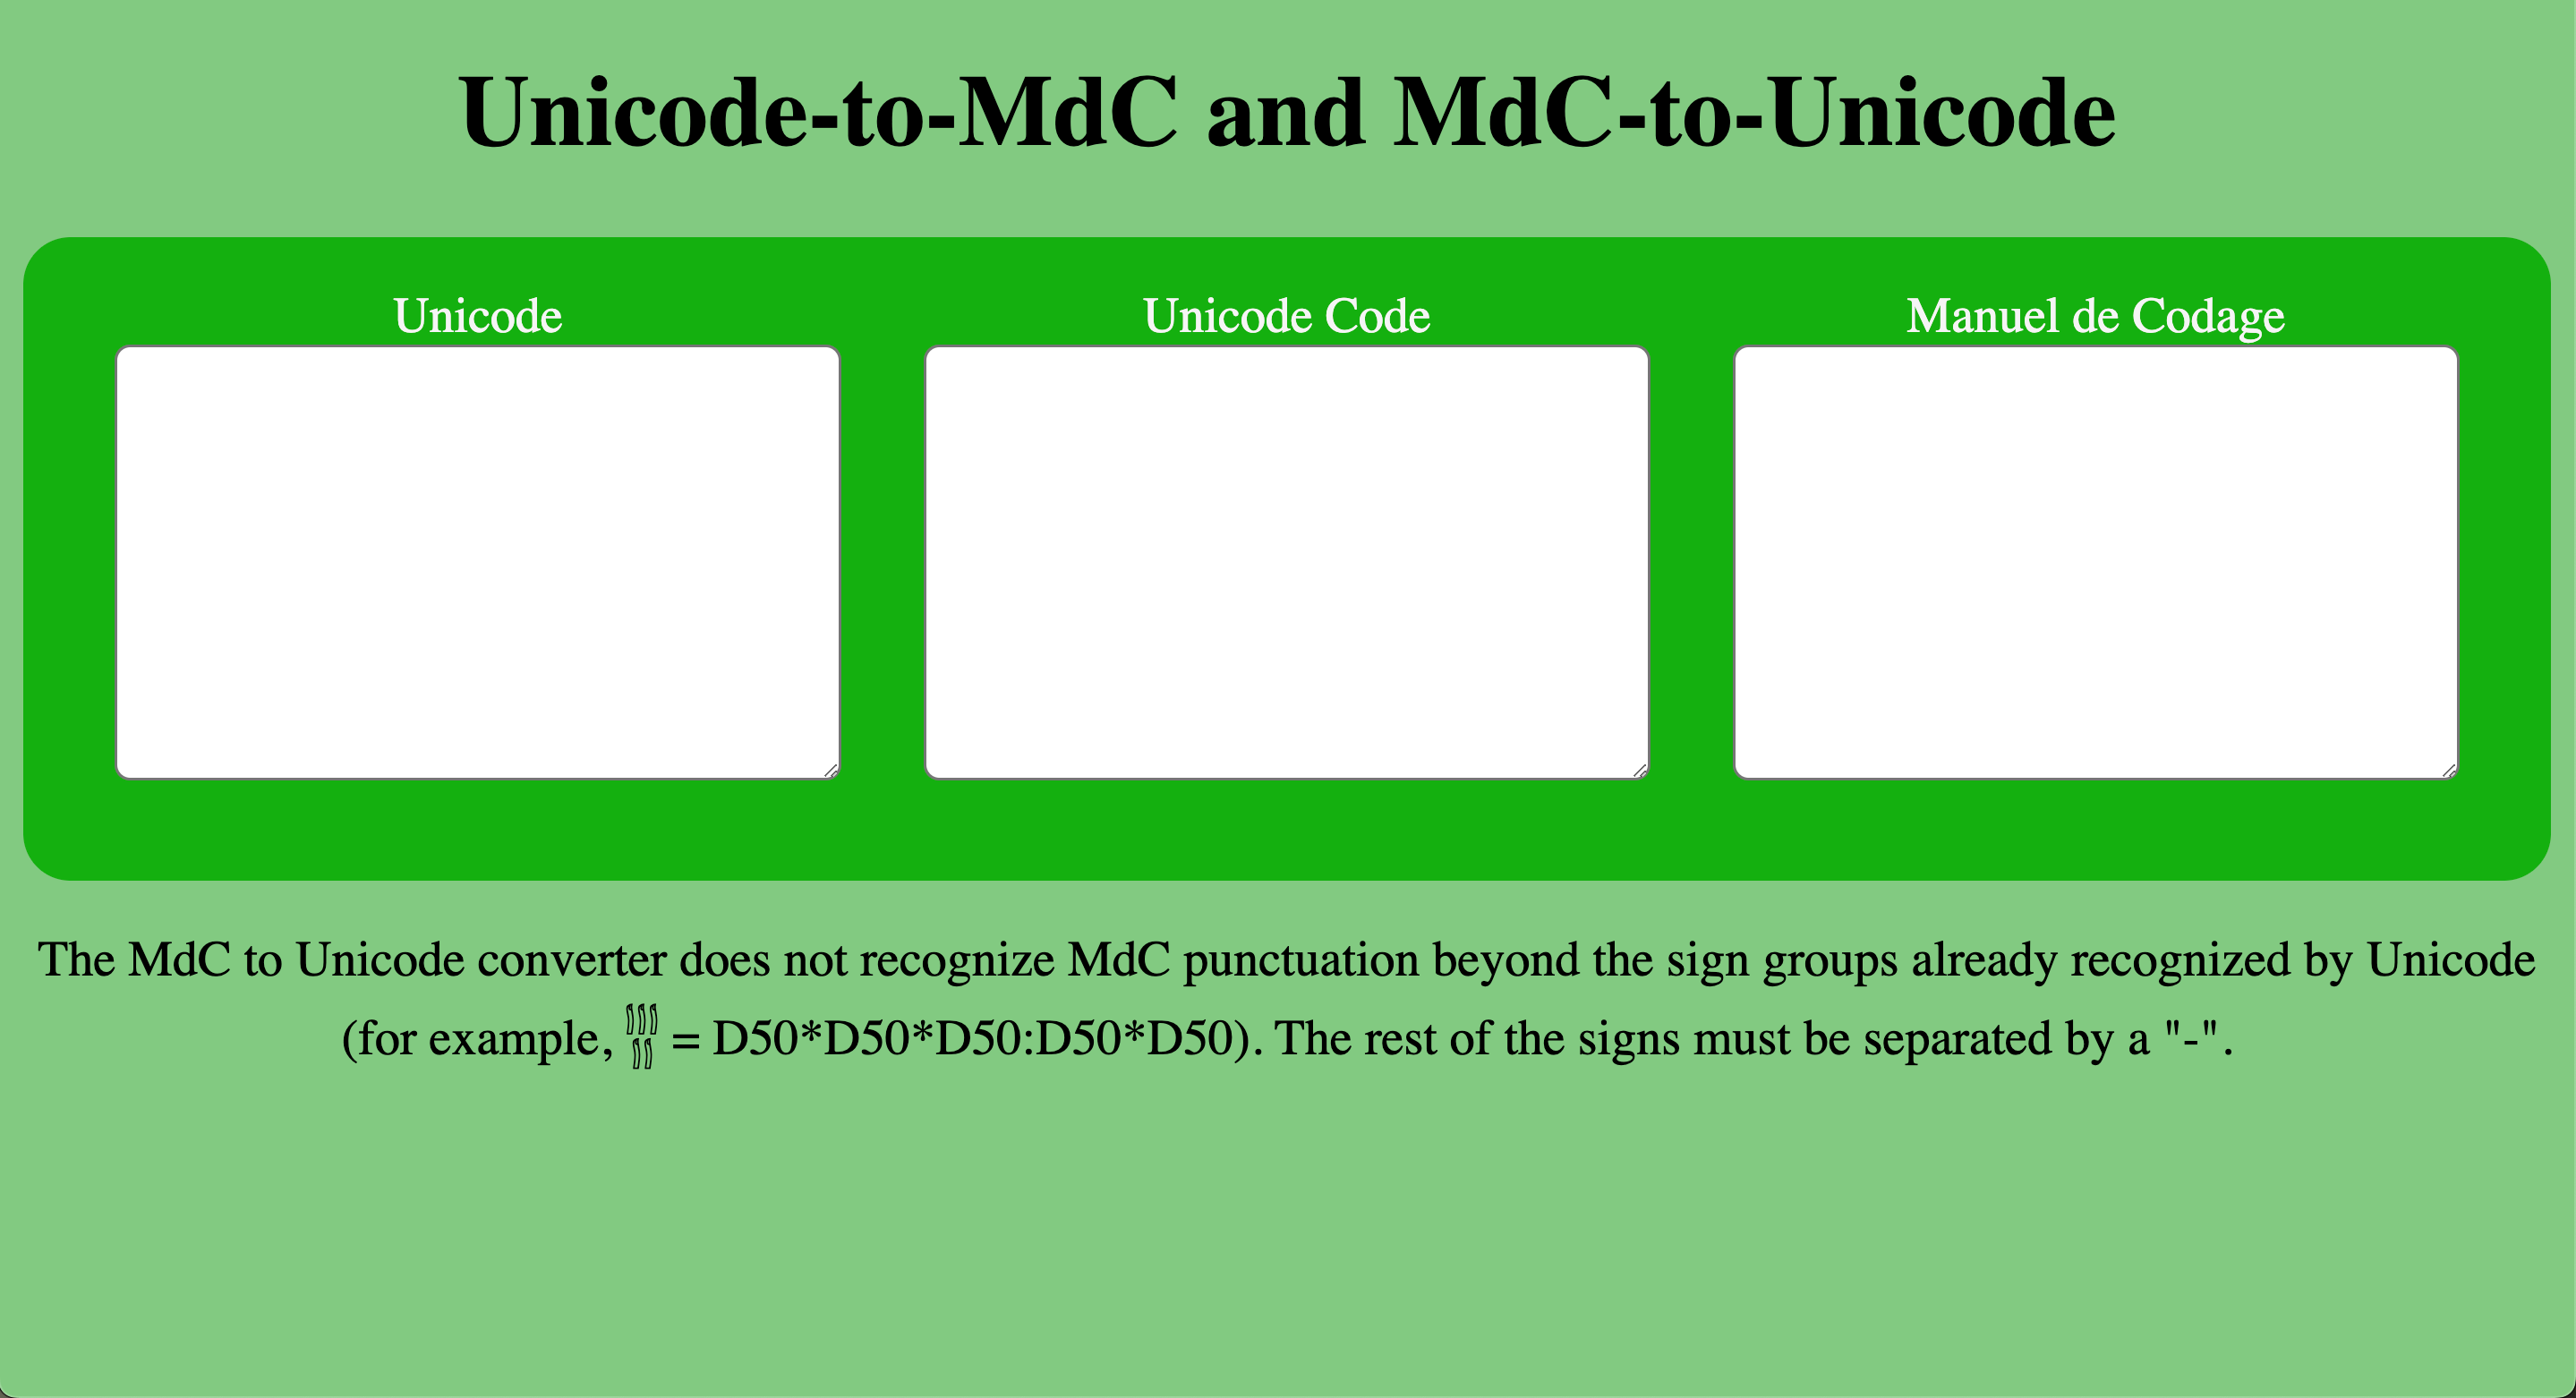 Unicode-to-MdC and MdC-to-Unicode
Unicode
Unicode Code
Manuel de Codage
The MdC to Unicode converter does not recognize MdC punctuation beyond the sign groups already recognized by Unicode
(for example, 𓂱 = D50*D50*D50:D50*D50). The rest of the signs must be separated by a "-".